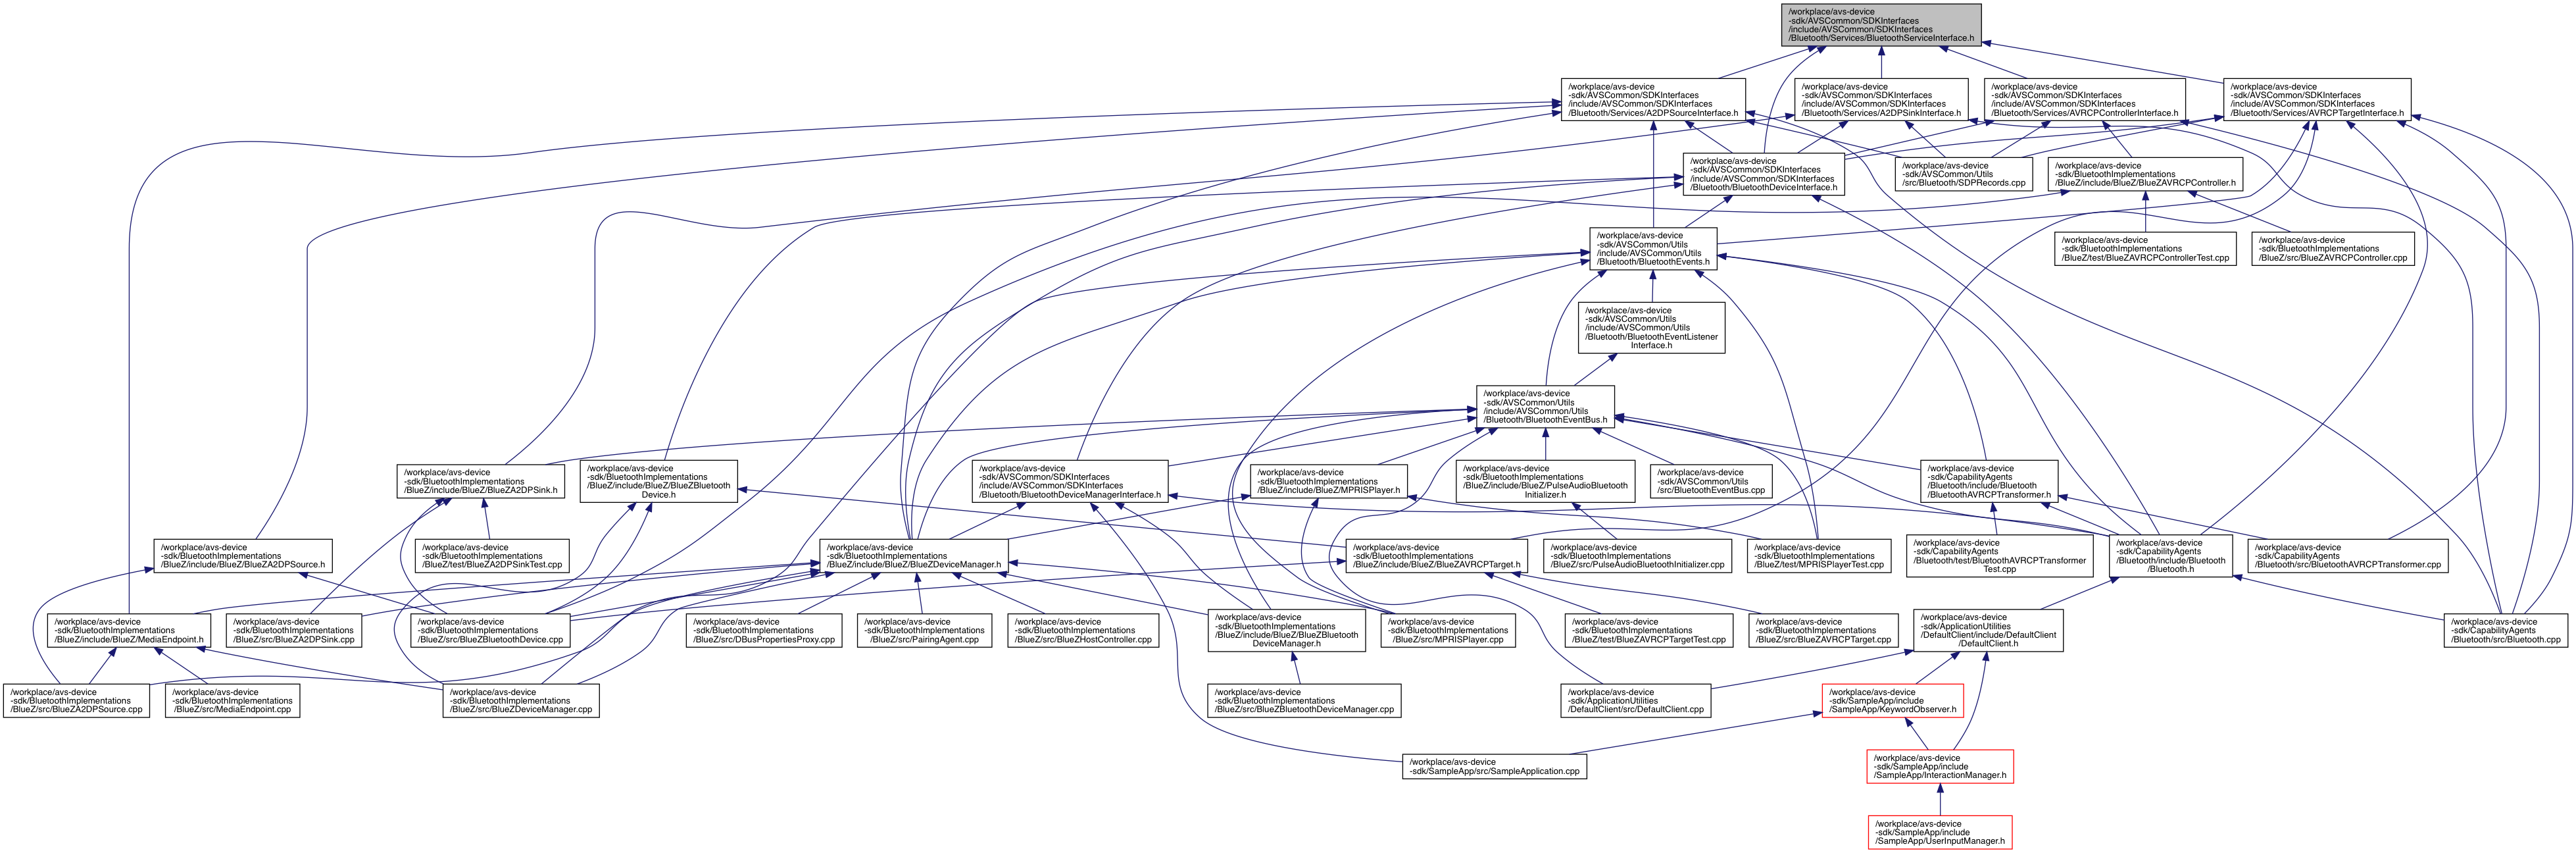 /workplace/avs-device
-sdk/AVSCommon/SDKInterfaces
/include/AVSCommon/SDKInterfaces
/Bluetooth/Services/BluetoothServiceInterface.h
/workplace/avs-device
-sdk/AVSCommon/SDKInterfaces
/include/AVSCommon/SDKInterfaces
/Bluetooth/Services/A2DPSourceInterface.h
/workplace/avs-device
-sdk/AVSCommon/SDKInterfaces
/include/AVSCommon/SDKInterfaces
/Bluetooth/Services/A2DPSinkInterface.h
/workplace/avs-device
-sdk/AVSCommon/SDKInterfaces
/include/AVSCommon/SDKInterfaces
/Bluetooth/Services/AVRCPControllerInterface.h
/workplace/avs-device
-sdk/AVSCommon/SDKInterfaces
/include/AVSCommon/SDKInterfaces
/Bluetooth/Services/AVRCPTargetInterface.h
/workplace/avs-device
-sdk/AVSCommon/SDKInterfaces
/include/AVSCommon/SDKInterfaces
/Bluetooth/BluetoothDeviceInterface.h
/workplace/avs-device
-sdk/AVSCommon/Utils
/src/Bluetooth/SDPRecords.cpp
/workplace/avs-device
-sdk/BluetoothImplementations
/BlueZ/include/BlueZ/BlueZAVRCPController.h
/workplace/avs-device
-sdk/AVSCommon/Utils
/include/AVSCommon/Utils
/Bluetooth/BluetoothEvents.h
/workplace/avs-device
-sdk/BluetoothImplementations
/BlueZ/test/BlueZAVRCPControllerTest.cpp
/workplace/avs-device
-sdk/BluetoothImplementations
/BlueZ/src/BlueZAVRCPController.cpp
/workplace/avs-device
-sdk/AVSCommon/Utils
/include/AVSCommon/Utils
/Bluetooth/BluetoothEventListener
Interface.h
/workplace/avs-device
-sdk/AVSCommon/Utils
/include/AVSCommon/Utils
/Bluetooth/BluetoothEventBus.h
/workplace/avs-device
-sdk/BluetoothImplementations
/BlueZ/include/BlueZ/BlueZA2DPSink.h
/workplace/avs-device
-sdk/BluetoothImplementations
/BlueZ/include/BlueZ/BlueZBluetooth
Device.h
/workplace/avs-device
-sdk/AVSCommon/SDKInterfaces
/include/AVSCommon/SDKInterfaces
/Bluetooth/BluetoothDeviceManagerInterface.h
/workplace/avs-device
-sdk/BluetoothImplementations
/BlueZ/include/BlueZ/MPRISPlayer.h
/workplace/avs-device
-sdk/BluetoothImplementations
/BlueZ/include/BlueZ/PulseAudioBluetooth
Initializer.h
/workplace/avs-device
-sdk/AVSCommon/Utils
/src/BluetoothEventBus.cpp
/workplace/avs-device
-sdk/CapabilityAgents
/Bluetooth/include/Bluetooth
/BluetoothAVRCPTransformer.h
/workplace/avs-device
-sdk/BluetoothImplementations
/BlueZ/include/BlueZ/BlueZA2DPSource.h
/workplace/avs-device
-sdk/BluetoothImplementations
/BlueZ/test/BlueZA2DPSinkTest.cpp
/workplace/avs-device
-sdk/BluetoothImplementations
/BlueZ/include/BlueZ/BlueZDeviceManager.h
/workplace/avs-device
-sdk/BluetoothImplementations
/BlueZ/include/BlueZ/BlueZAVRCPTarget.h
/workplace/avs-device
-sdk/BluetoothImplementations
/BlueZ/src/PulseAudioBluetoothInitializer.cpp
/workplace/avs-device
-sdk/BluetoothImplementations
/BlueZ/test/MPRISPlayerTest.cpp
/workplace/avs-device
-sdk/CapabilityAgents
/Bluetooth/test/BluetoothAVRCPTransformer
Test.cpp
/workplace/avs-device
-sdk/CapabilityAgents
/Bluetooth/include/Bluetooth
/Bluetooth.h
/workplace/avs-device
-sdk/CapabilityAgents
/Bluetooth/src/BluetoothAVRCPTransformer.cpp
/workplace/avs-device
-sdk/BluetoothImplementations
/BlueZ/include/BlueZ/MediaEndpoint.h
/workplace/avs-device
-sdk/BluetoothImplementations
/BlueZ/src/BlueZA2DPSink.cpp
/workplace/avs-device
-sdk/BluetoothImplementations
/BlueZ/src/BlueZBluetoothDevice.cpp
/workplace/avs-device
-sdk/BluetoothImplementations
/BlueZ/src/DBusPropertiesProxy.cpp
/workplace/avs-device
-sdk/BluetoothImplementations
/BlueZ/src/PairingAgent.cpp
/workplace/avs-device
-sdk/BluetoothImplementations
/BlueZ/src/BlueZHostController.cpp
/workplace/avs-device
-sdk/BluetoothImplementations
/BlueZ/include/BlueZ/BlueZBluetooth
DeviceManager.h
/workplace/avs-device
-sdk/BluetoothImplementations
/BlueZ/src/MPRISPlayer.cpp
/workplace/avs-device
-sdk/BluetoothImplementations
/BlueZ/test/BlueZAVRCPTargetTest.cpp
/workplace/avs-device
-sdk/BluetoothImplementations
/BlueZ/src/BlueZAVRCPTarget.cpp
/workplace/avs-device
-sdk/ApplicationUtilities
/DefaultClient/include/DefaultClient
/DefaultClient.h
/workplace/avs-device
-sdk/CapabilityAgents
/Bluetooth/src/Bluetooth.cpp
/workplace/avs-device
-sdk/BluetoothImplementations
/BlueZ/src/BlueZA2DPSource.cpp
/workplace/avs-device
-sdk/BluetoothImplementations
/BlueZ/src/MediaEndpoint.cpp
/workplace/avs-device
-sdk/BluetoothImplementations
/BlueZ/src/BlueZDeviceManager.cpp
/workplace/avs-device
-sdk/BluetoothImplementations
/BlueZ/src/BlueZBluetoothDeviceManager.cpp
/workplace/avs-device
-sdk/ApplicationUtilities
/DefaultClient/src/DefaultClient.cpp
/workplace/avs-device
-sdk/SampleApp/include
/SampleApp/KeywordObserver.h
/workplace/avs-device
-sdk/SampleApp/src/SampleApplication.cpp
/workplace/avs-device
-sdk/SampleApp/include
/SampleApp/InteractionManager.h
/workplace/avs-device
-sdk/SampleApp/include
/SampleApp/UserInputManager.h